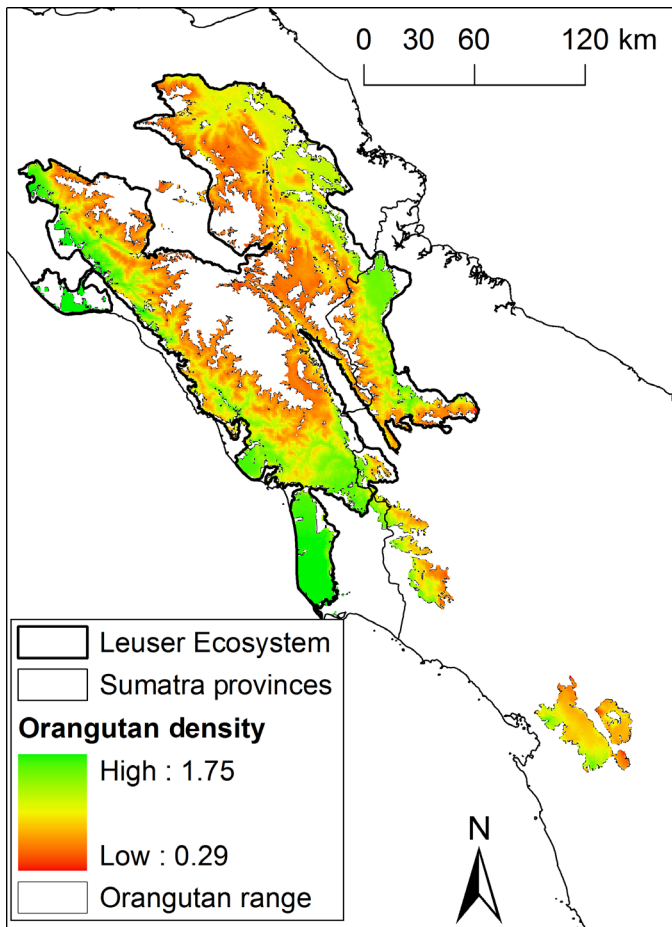 0 30 60 120 km
Leuser Ecosystem
Sumatra provinces
Orangutan density
High : 1.75
Low : 0.29
Orangutan range
N